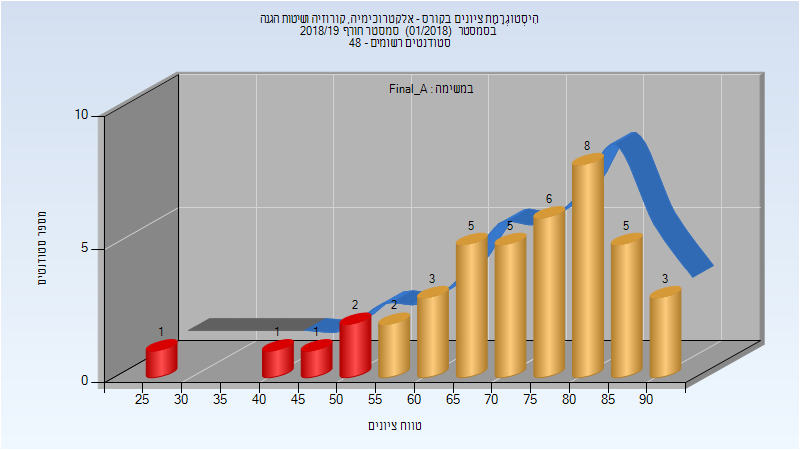 הִיסְטוֹגְרָמַת ציונים בקורס - אלקטרוכימיה, קורוזיה ושיטות הגנה
בסמסטר (01/2018) סמסטר חורף 2018/19
סטודנטים רשומים - 48
במשימה : Final_A
מספר סטודנטים
10
5
0
1
1
1
2
2
3
5
5
6
8
5
3
25 30 35 40 45 50 55 60 65 70 75 80 85 90
טווח ציונים